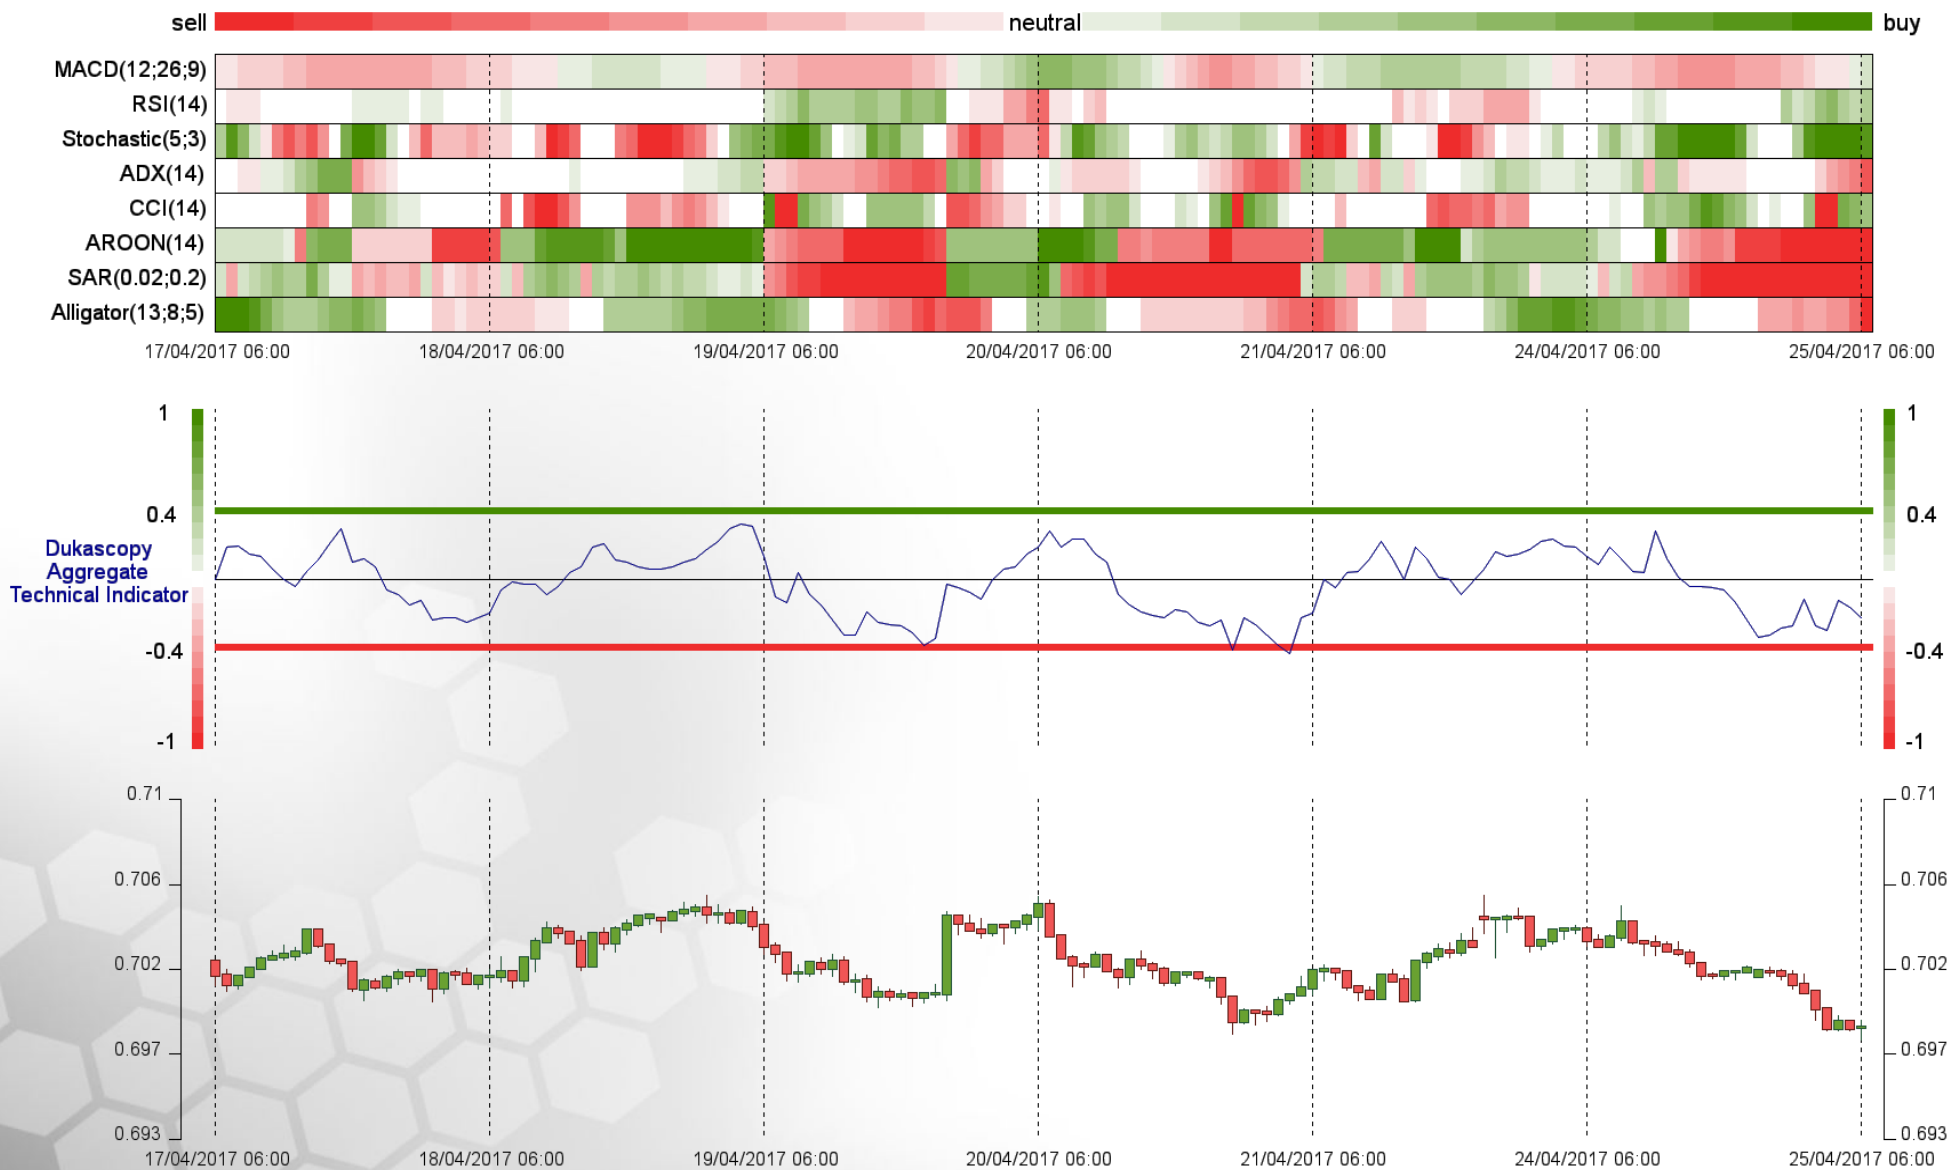 sell neutral buy
MACD(12;26;9)
RSI(14)
Stochastic(5;3)
ADX(14)
CCI(14)
AROON(14)
SAR(0.02;0.2)
Alligator(13;8;5)
17/04/2017 06:00 18/04/2017 06:00 19/04/2017 06:00 20/04/2017 06:00 21/04/2017 06:00 24/04/2017 06:00 25/04/2017 06:00
1 1
0.4 0.4
Dukascopy
Aggregate
Technical Indicator
-0.4 -0.4
-1 -1
0.71 0.71
0.706 0.706
0.702 0.702
0.697 0.697
0.693 0.693
17/04/2017 06:00 18/04/2017 06:00 19/04/2017 06:00 20/04/2017 06:00 21/04/2017 06:00 24/04/2017 06:00 25/04/2017 06:00